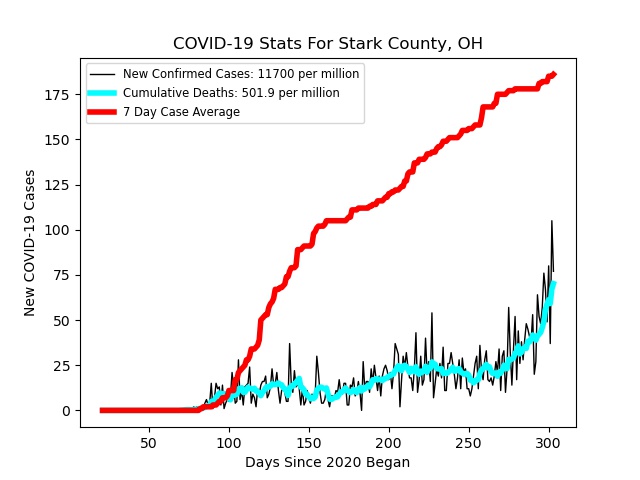 COVID-19 Stats For Stark County, OH
New Confirmed Cases: 11700 per million
Cumulative Deaths: 501.9 per million
7 Day Case Average
New COVID-19 Cases
175
150
125
100
75
50
25
0
50 100 150 200 250 300
Days Since 2020 Began